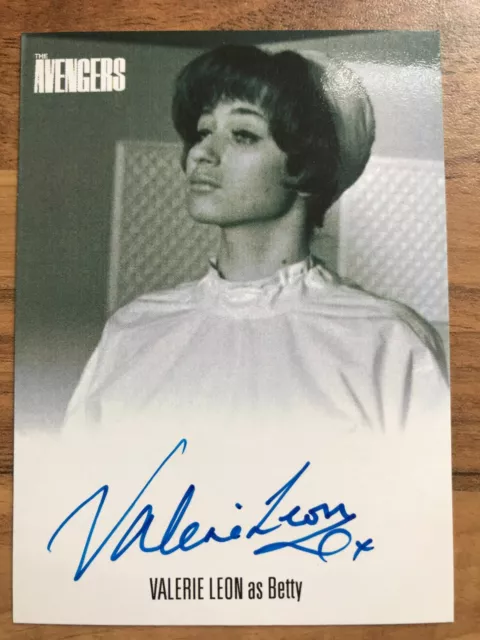 THE
AVENGERS
Valerie Leon x
VALERIE LEON as Betty